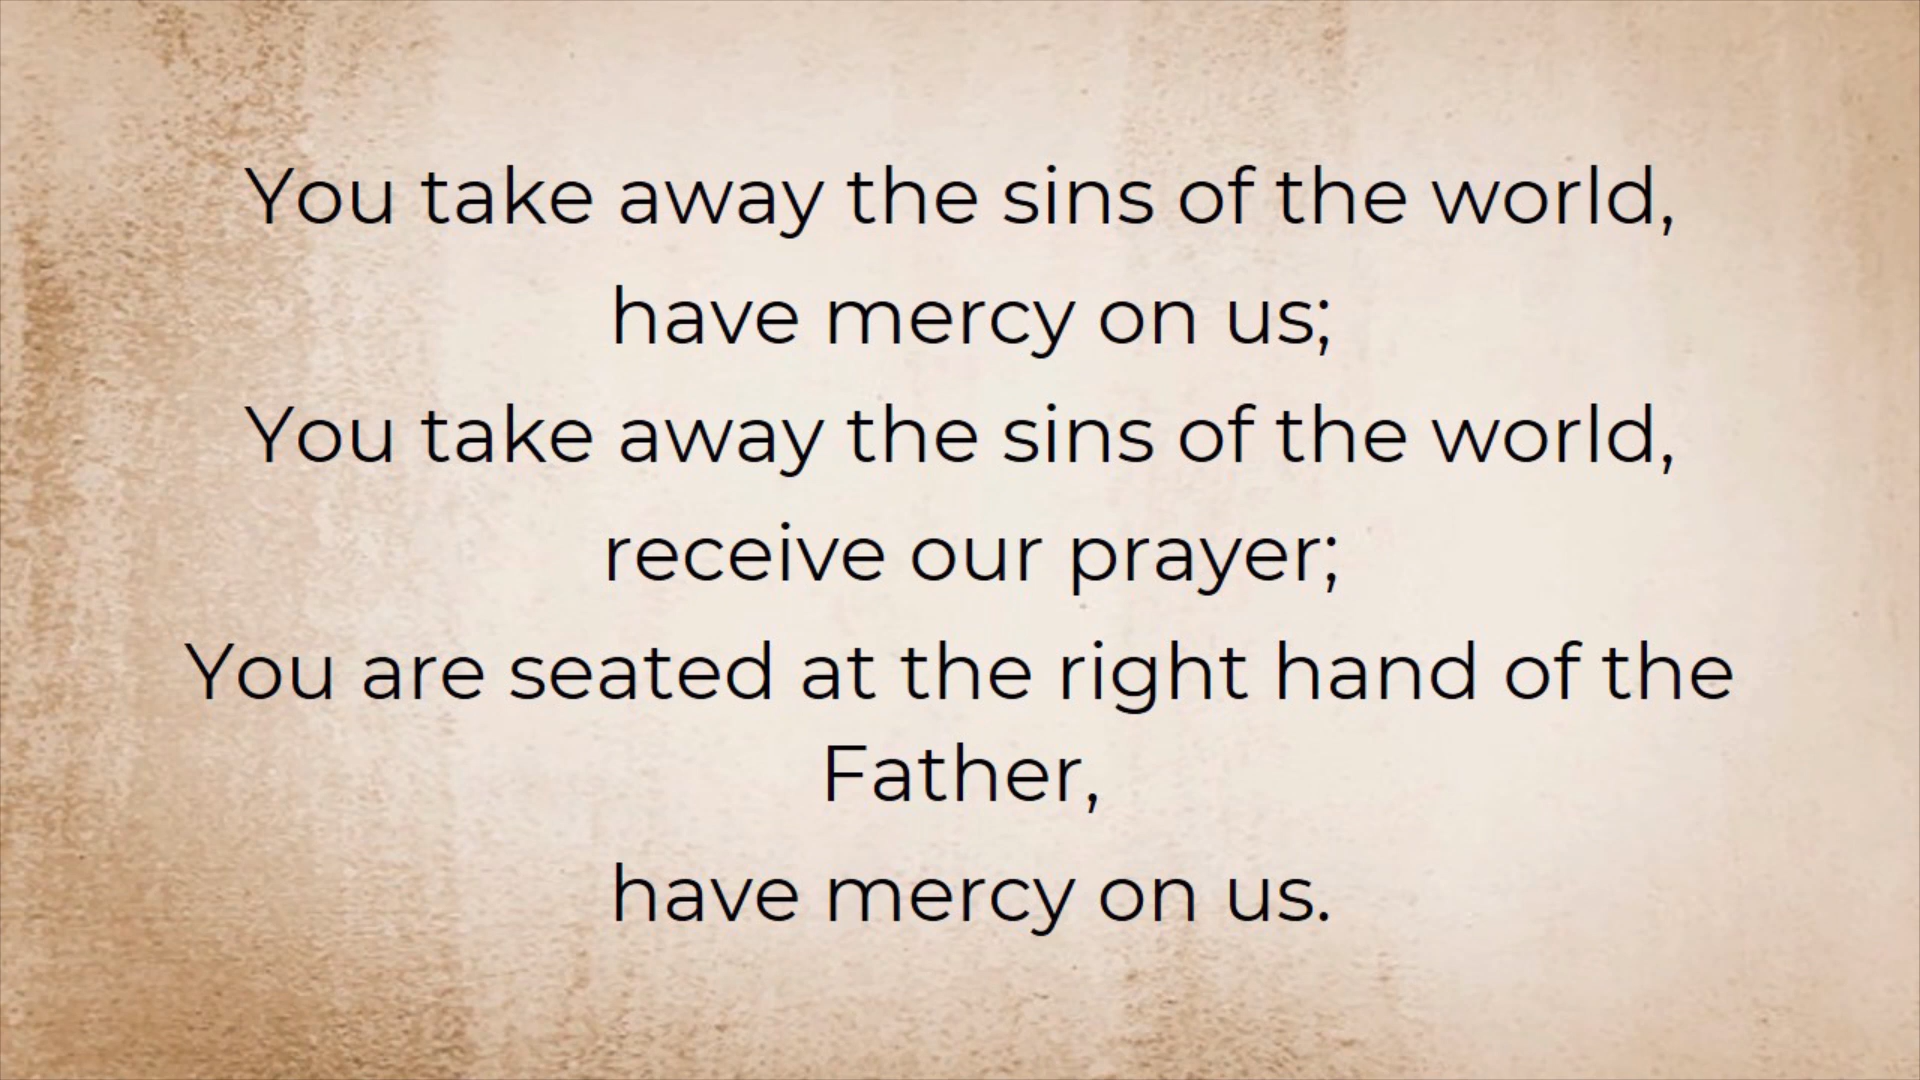 You take away the sins of the world,
have mercy on us;
You take away the sins of the world,
receive our prayer;
You are seated at the right hand of the
Father,
have mercy on us.